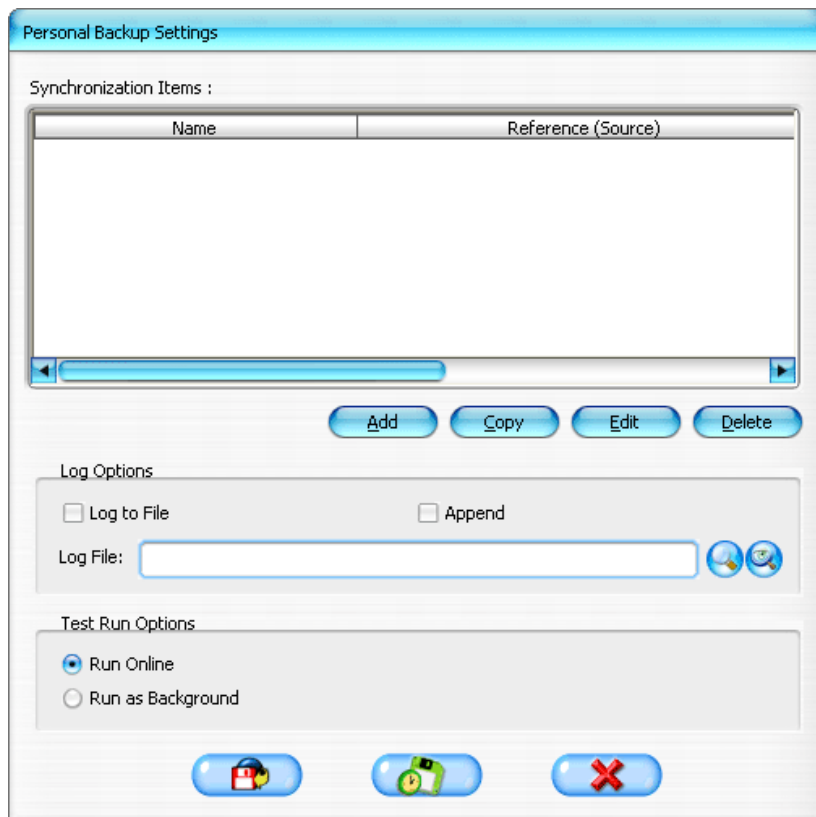 Personal Backup Settings
Synchronization Items :
Name Reference (Source)
Add Copy Edit Delete
Log Options
Log to File Append
Log File:
Test Run Options
Run Online
Run as Background